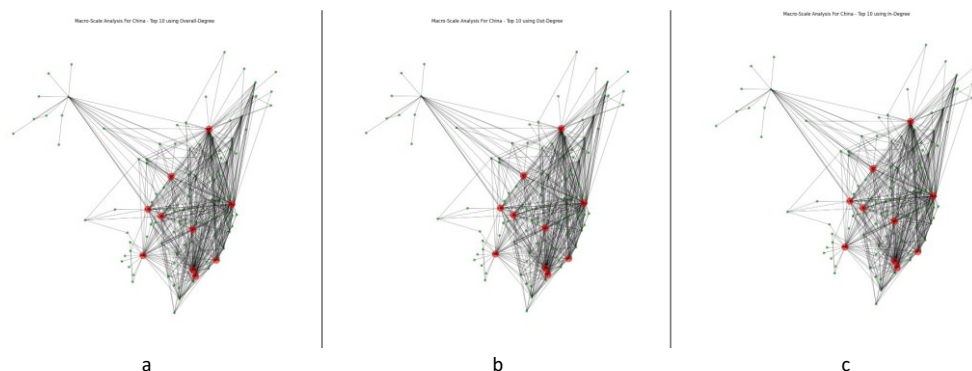 Macro-Scale Analysis For China - Top 10 using Overall-Degree
Macro-Scale Analysis For China - Top 10 using Out-Degree
Macro-Scale Analysis For China - Top 10 using In-Degree
a
b
c